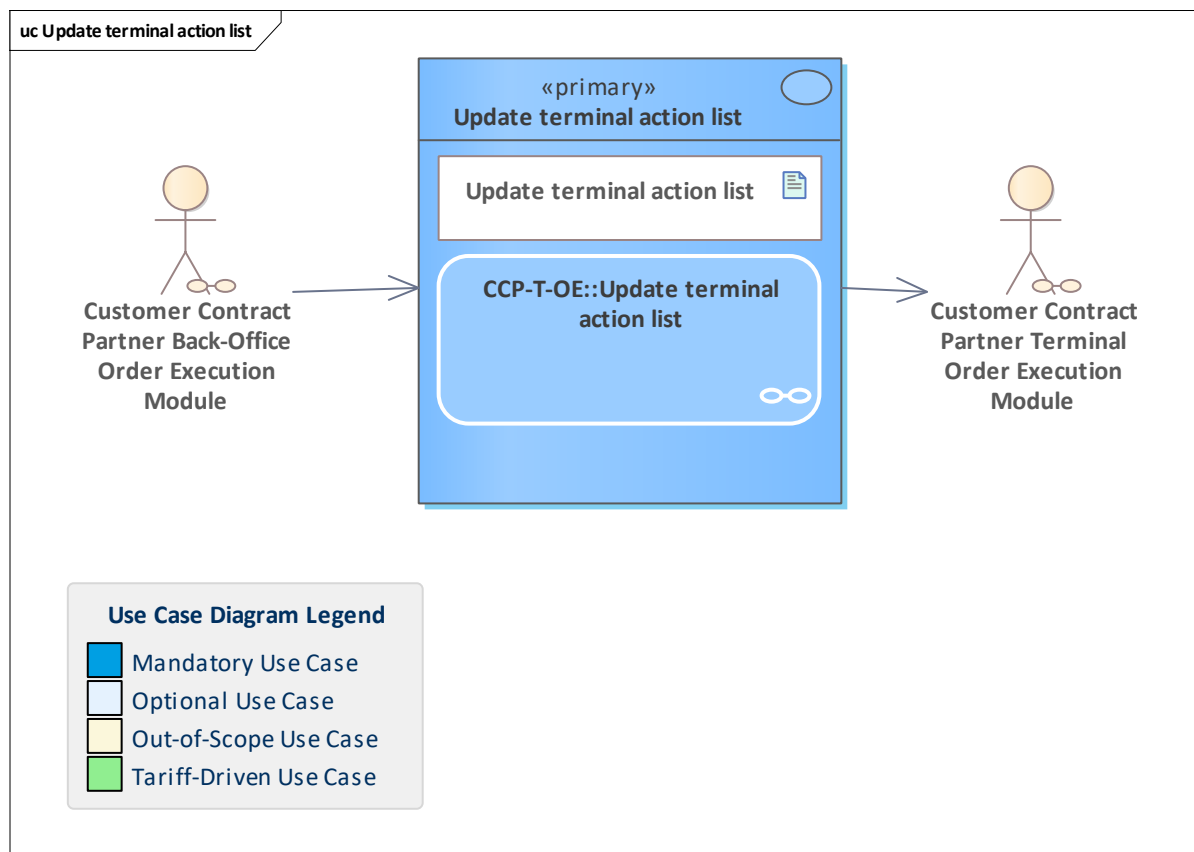 uc Update terminal action list
«primary»
Update terminal action list
Update terminal action list
CCP-T-OE::Update terminal
action list
Customer Contract
Partner Back-Office
Order Execution
Module
Customer Contract
Partner Terminal
Order Execution
Module
Use Case Diagram Legend
Mandatory Use Case
Optional Use Case
Out-of-Scope Use Case
Tariff-Driven Use Case